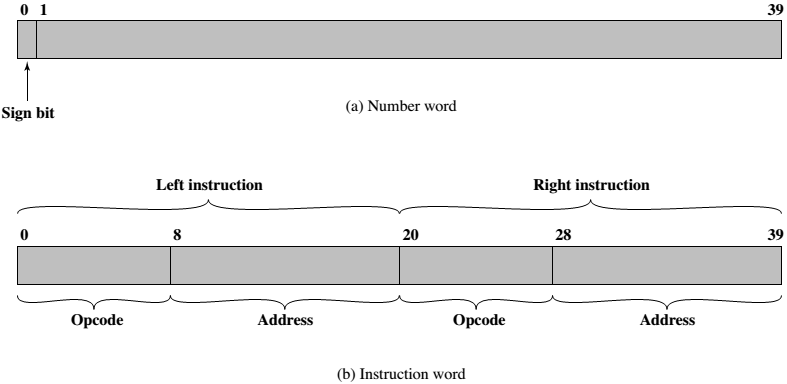 0 1 39
Sign bit
(a) Number word
Left instruction Right instruction
0 8 20 28 39
Opcode Address Opcode Address
(b) Instruction word